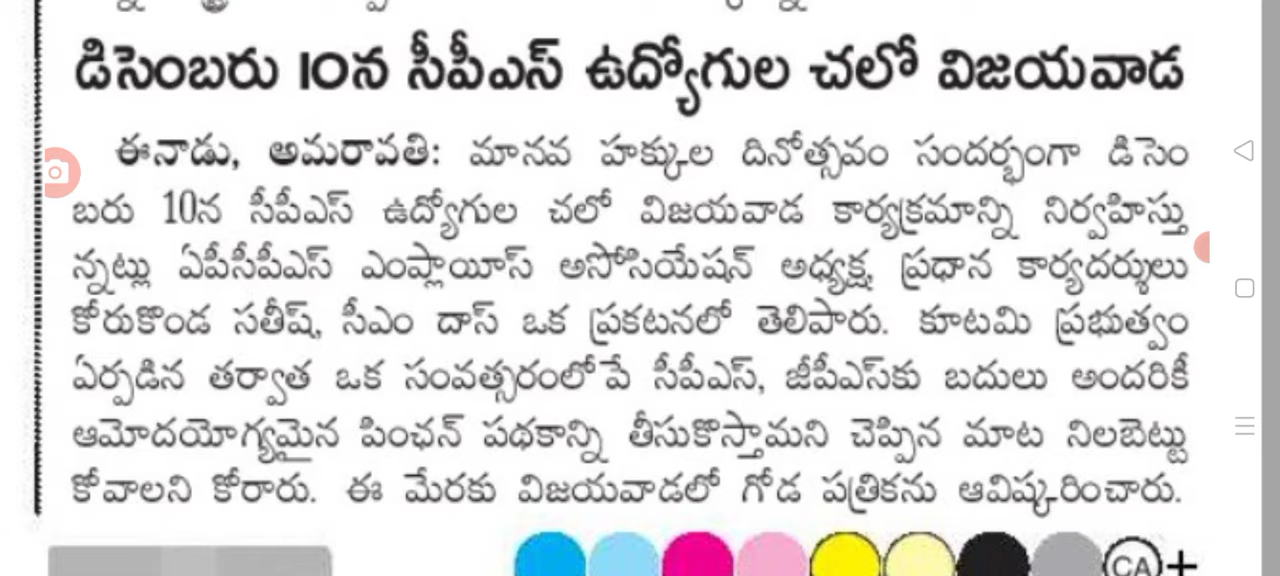 డిసెంబరు 10న సీపీఎస్ ఉద్యోగుల చలో విజయవాడ
ఈనాడు, అమరావతి: మానవ హక్కుల దినోత్సవం సందర్భంగా డిసెం
బరు 10న సీపీఎస్ ఉద్యోగుల చలో విజయవాడ కార్యక్రమాన్ని నిర్వహిస్తు
న్నట్లు ఏపీసీపీఎస్ ఎంప్లాయీస్ అసోసియేషన్ అధ్యక్ష, ప్రధాన కార్యదర్శులు
కోరుకొండ సతీష్, సీఎం దాస్ ఒక ప్రకటనలో తెలిపారు. కూటమి ప్రభుత్వం
ఏర్పడిన తర్వాత ఒక సంవత్సరంలోపే సీపీఎస్, జీపీఎస్‌కు బదులు అందరికీ
ఆమోదయోగ్యమైన పింఛన్ పథకాన్ని తీసుకొస్తామని చెప్పిన మాట నిలబెట్టు
కోవాలని కోరారు. ఈ మేరకు విజయవాడలో గోడ పత్రికను ఆవిష్కరించారు.
CA +